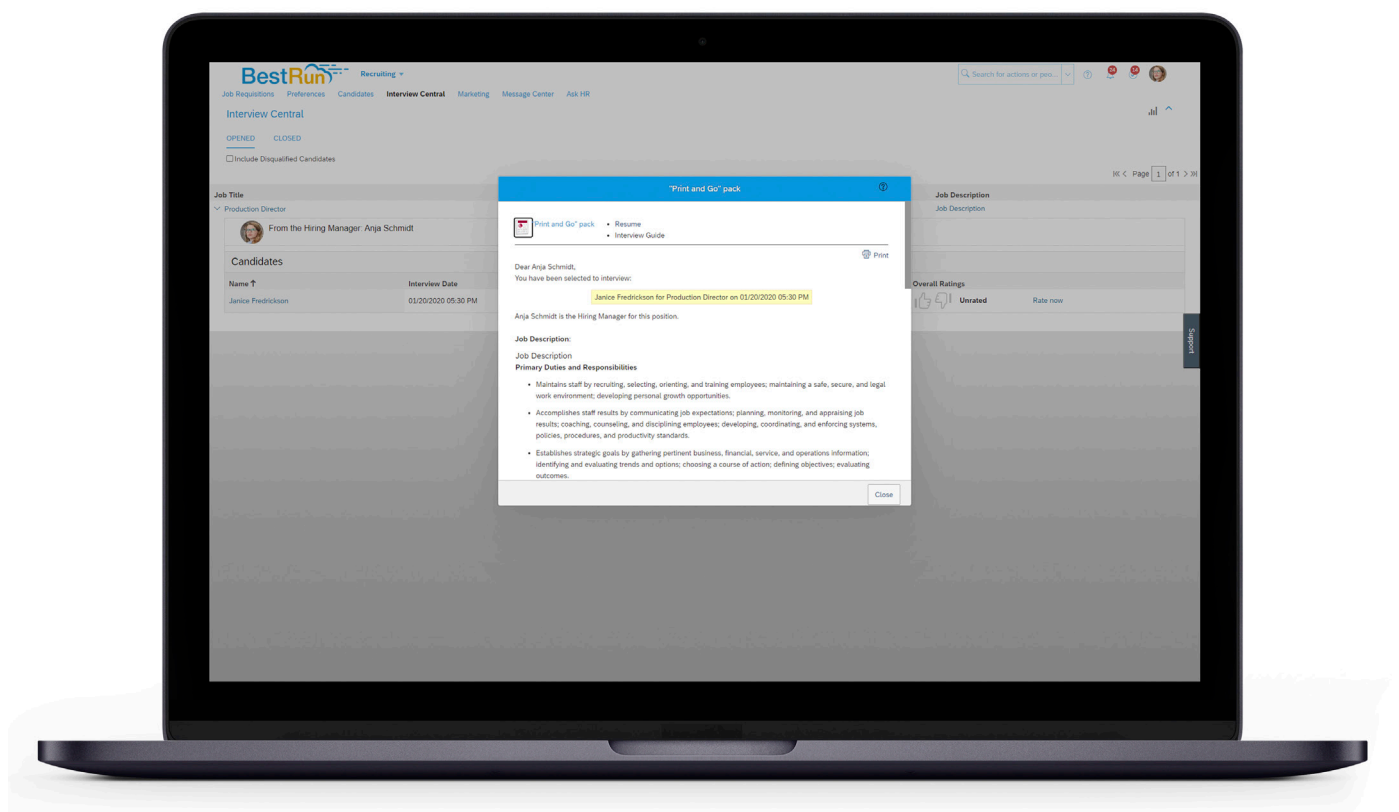 BestRun
Recruiting
Search for actions or peo...
Job Requisitions Preferences Candidates Interview Central Marketing Message Center Ask HR
Interview Central
OPENED CLOSED
Include Disqualified Candidates
Page 1 of 1
Job Title
Job Description
Production Director
Job Description
From the Hiring Manager: Anja Schmidt
Candidates
Name Interview Date Overall Ratings
Janice Fredrickson 01/20/2020 05:30 PM Unrated Rate now
Support
"Print and Go" pack
"Print and Go" pack
• Resume
• Interview Guide
Print
Dear Anja Schmidt,
You have been selected to interview:
Janice Fredrickson for Production Director on 01/20/2020 05:30 PM
Anja Schmidt is the Hiring Manager for this position.
Job Description:
Job Description
Primary Duties and Responsibilities
• Maintains staff by recruiting, selecting, orienting, and training employees; maintaining a safe, secure, and legal
work environment; developing personal growth opportunities.
• Accomplishes staff results by communicating job expectations; planning, monitoring, and appraising job
results; coaching, counseling, and disciplining employees; developing, coordinating, and enforcing systems,
policies, procedures, and productivity standards.
• Establishes strategic goals by gathering pertinent business, financial, service, and operations information;
identifying and evaluating trends and options; choosing a course of action; defining objectives; evaluating
outcomes.
Close